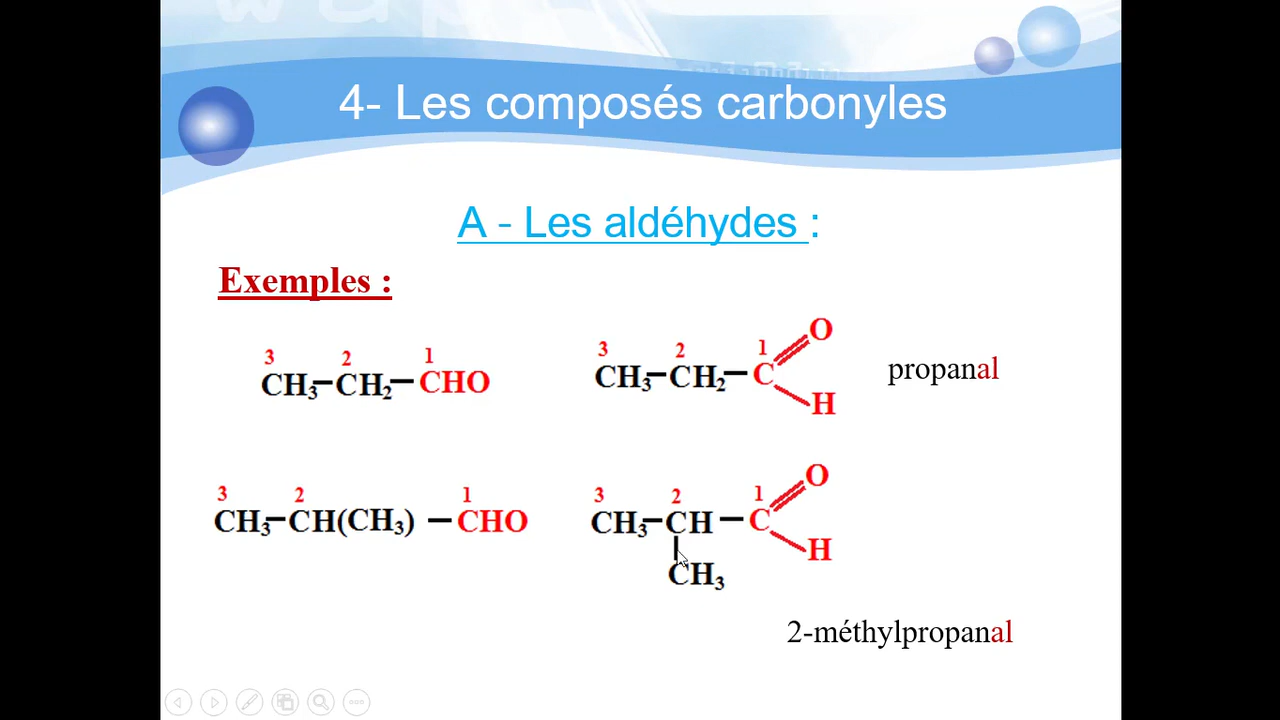 4- Les composés carbonyles
A - Les aldéhydes :
Exemples :
3 2 1
CH₃–CH₂–CHO
3 2 1 O
CH₃–CH₂–C
H
propanal
3 2 1
CH₃–CH(CH₃) –CHO
3 2 1 O
CH₃–CH –C
H
CH₃
2-méthylpropanal